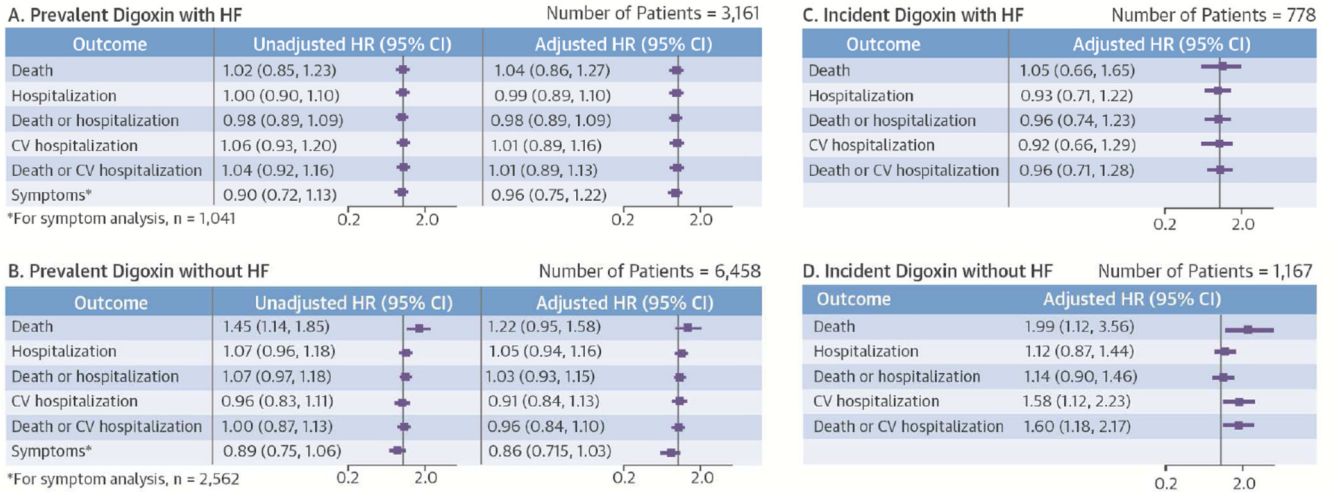 A. Prevalent Digoxin with HF Number of Patients = 3,161
Outcome Unadjusted HR (95% CI) Adjusted HR (95% CI)
Death 1.02 (0.85, 1.23) 1.04 (0.86, 1.27)
Hospitalization 1.00 (0.90, 1.10) 0.99 (0.89, 1.10)
Death or hospitalization 0.98 (0.89, 1.09) 0.98 (0.89, 1.09)
CV hospitalization 1.06 (0.93, 1.20) 1.01 (0.89, 1.16)
Death or CV hospitalization 1.04 (0.92, 1.16) 1.01 (0.89, 1.13)
Symptoms* 0.90 (0.72, 1.13) 0.96 (0.75, 1.22)
*For symptom analysis, n = 1,041 0.2 2.0 0.2 2.0
C. Incident Digoxin with HF Number of Patients = 778
Outcome Adjusted HR (95% CI)
Death 1.05 (0.66, 1.65)
Hospitalization 0.93 (0.71, 1.22)
Death or hospitalization 0.96 (0.74, 1.23)
CV hospitalization 0.92 (0.66, 1.29)
Death or CV hospitalization 0.96 (0.71, 1.28)
0.2 2.0
B. Prevalent Digoxin without HF Number of Patients = 6,458
Outcome Unadjusted HR (95% CI) Adjusted HR (95% CI)
Death 1.45 (1.14, 1.85) 1.22 (0.95, 1.58)
Hospitalization 1.07 (0.96, 1.18) 1.05 (0.94, 1.16)
Death or hospitalization 1.07 (0.97, 1.18) 1.03 (0.93, 1.15)
CV hospitalization 0.96 (0.83, 1.11) 0.91 (0.84, 1.13)
Death or CV hospitalization 1.00 (0.87, 1.13) 0.96 (0.84, 1.10)
Symptoms* 0.89 (0.75, 1.06) 0.86 (0.715, 1.03)
*For symptom analysis, n = 2,562 0.2 2.0 0.2 2.0
D. Incident Digoxin without HF Number of Patients = 1,167
Outcome Adjusted HR (95% CI)
Death 1.99 (1.12, 3.56)
Hospitalization 1.12 (0.87, 1.44)
Death or hospitalization 1.14 (0.90, 1.46)
CV hospitalization 1.58 (1.12, 2.23)
Death or CV hospitalization 1.60 (1.18, 2.17)
0.2 2.0